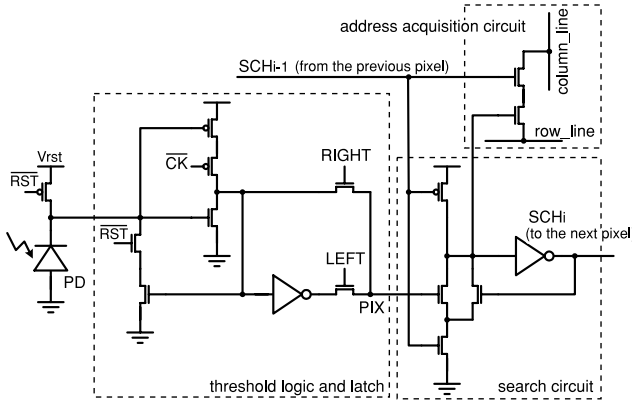 address acquisition circuit
column_line
SCHi-1 (from the previous pixel)
row_line
CK
RIGHT
Vrst
RST
RST
SCHi
(to the next pixel
LEFT
PD
PIX
threshold logic and latch
search circuit